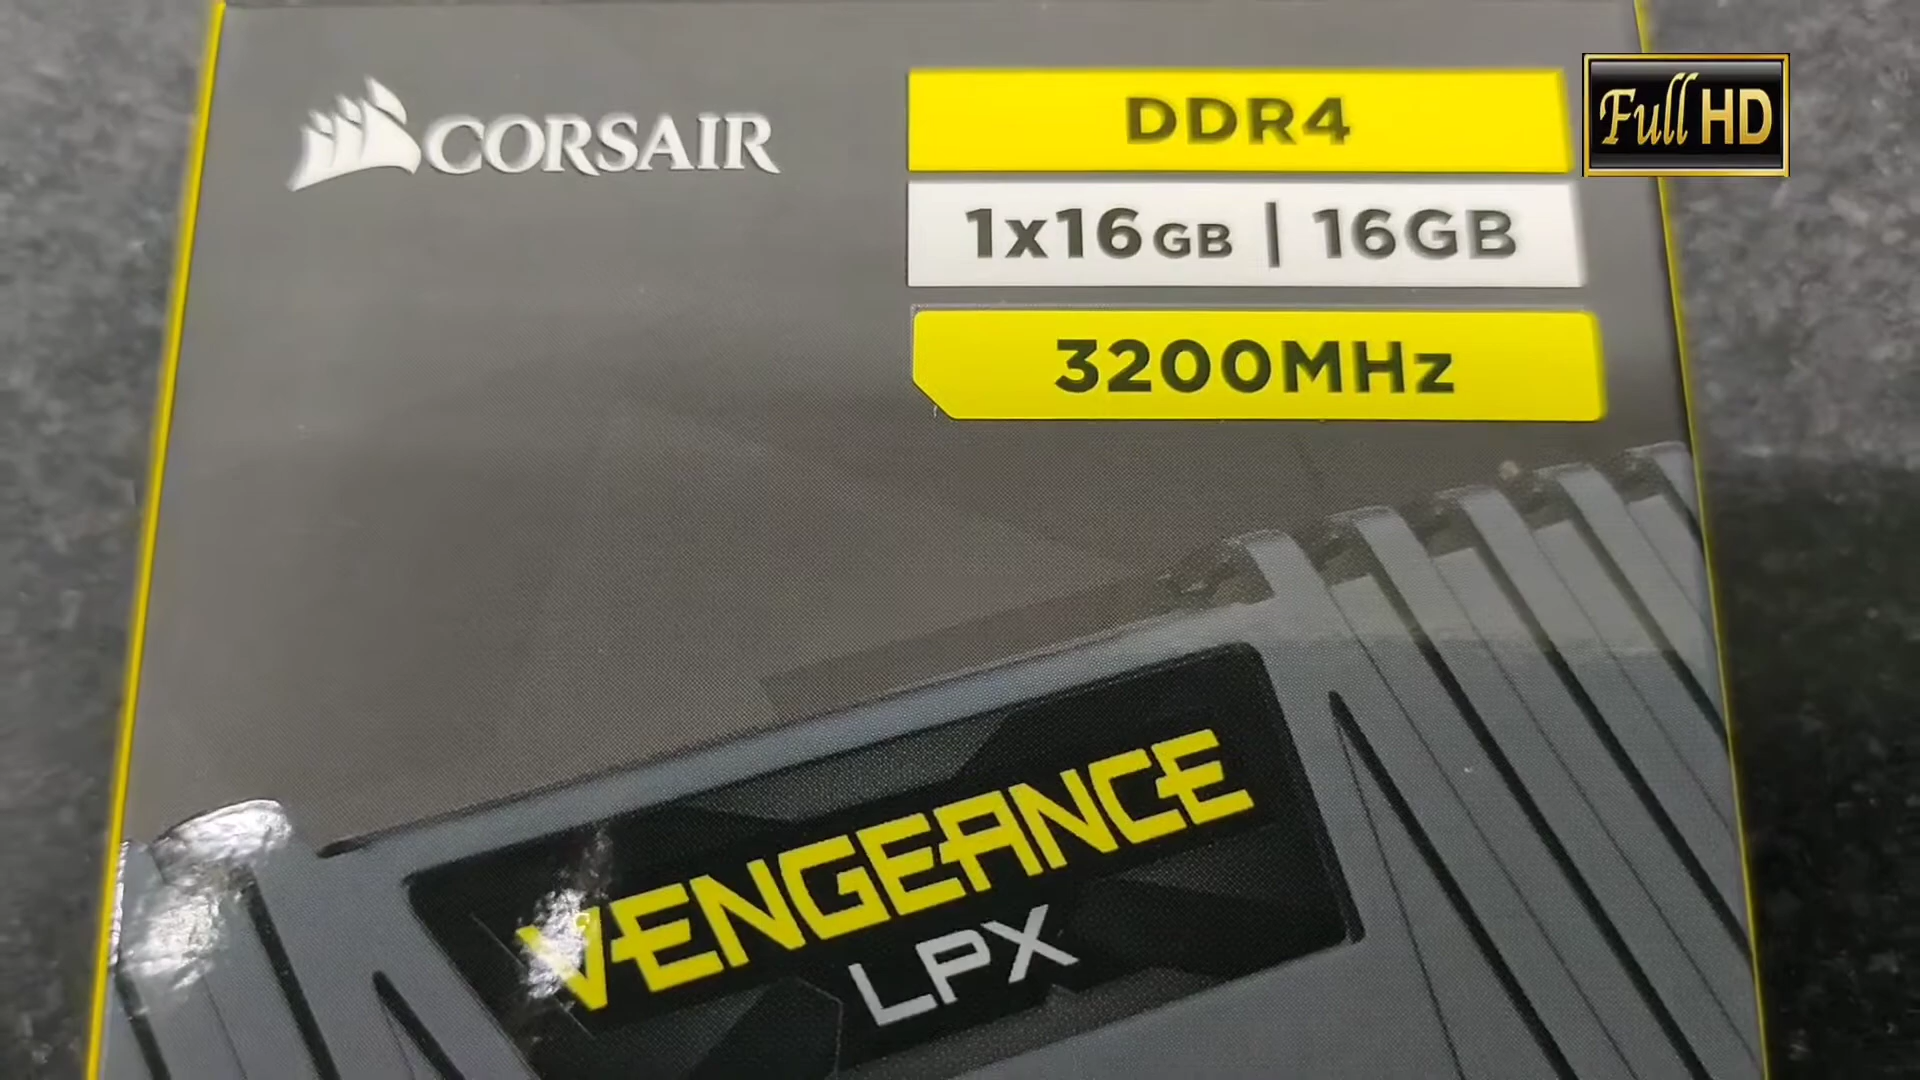 CORSAIR
DDR4
Full HD
1x16GB | 16GB
3200MHz
VENGEANCE
LPX